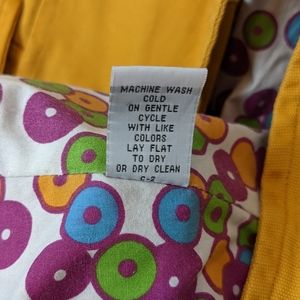 MACHINE WASH
COLD
ON GENTLE
CYCLE
WITH LIKE
COLORS
LAY FLAT
TO DRY
OR DRY CLEAN
C-2